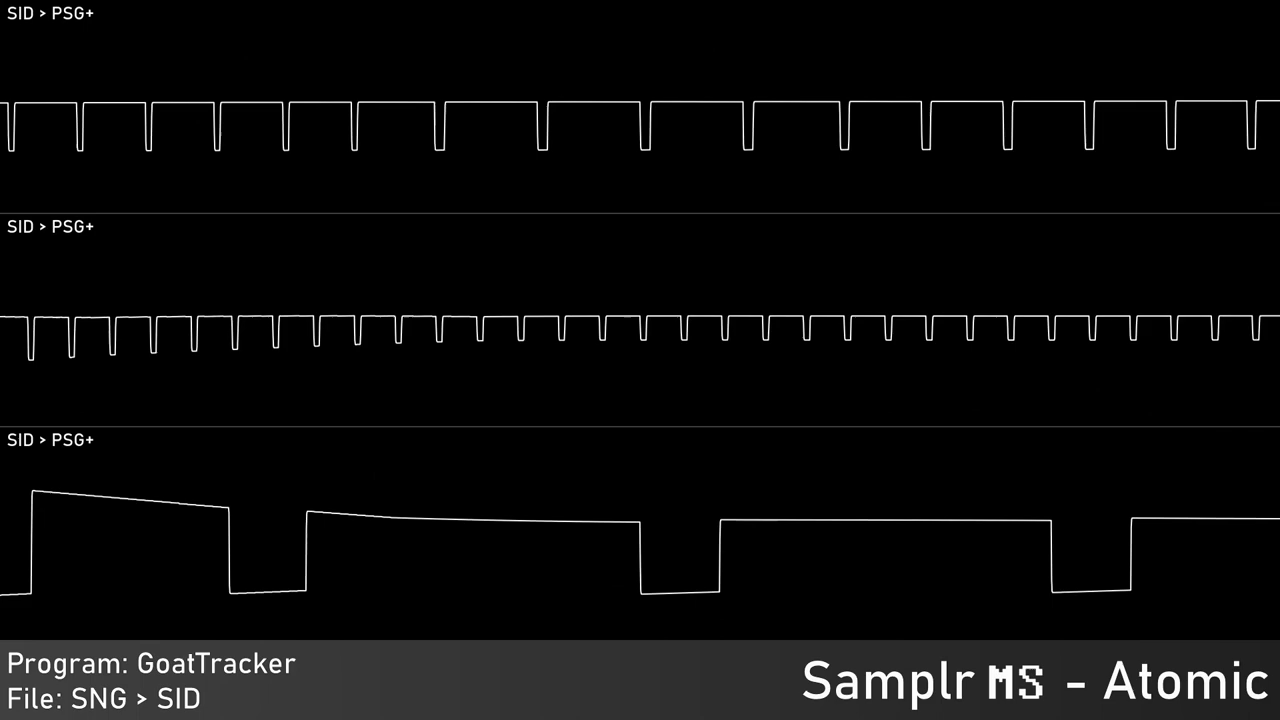 SID > PSG+
SID > PSG+
SID > PSG+
Program: GoatTracker
File: SNG > SID
Samplr MS - Atomic